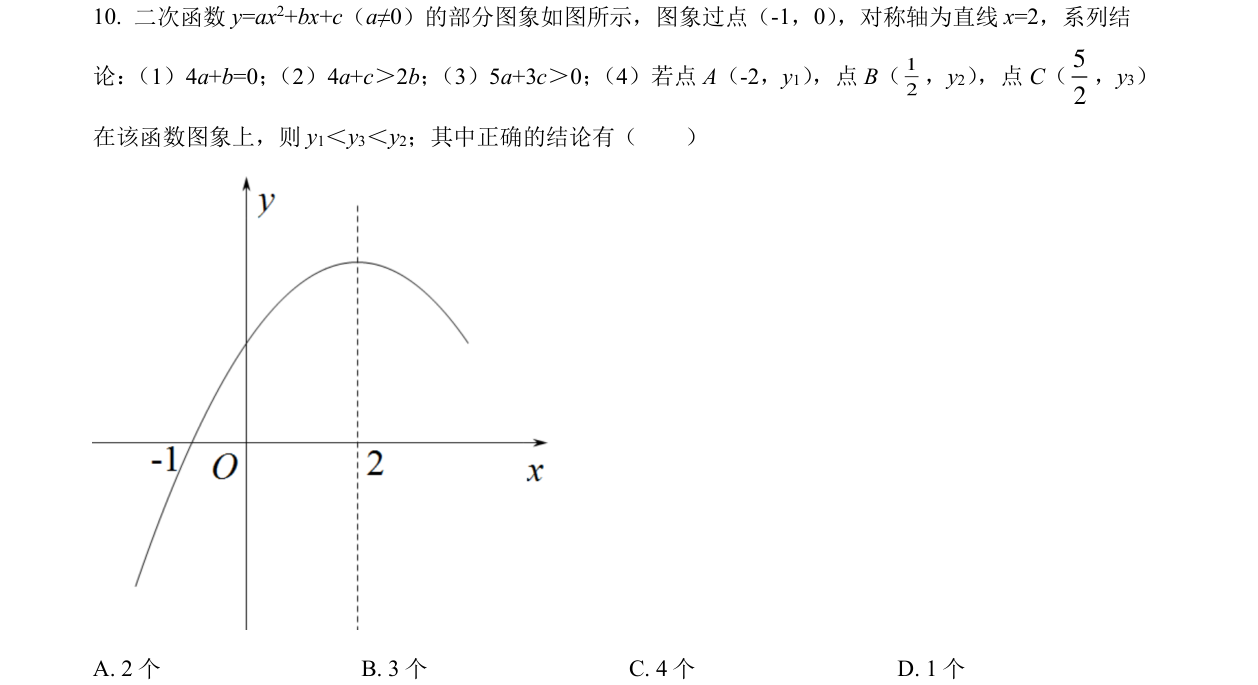 10. 二次函数 y=ax²+bx+c（a≠0）的部分图象如图所示，图象过点（-1，0），对称轴为直线 x=2，系列结
论：（1）4a+b=0；（2）4a+c＞2b；（3）5a+3c＞0；（4）若点 A（-2，y₁），点 B（1/2，y₂），点 C（5/2，y₃）
在该函数图象上，则 y₁＜y₃＜y₂；其中正确的结论有（　　）
y
-1 O 2 x
A. 2 个 B. 3 个 C. 4 个 D. 1 个